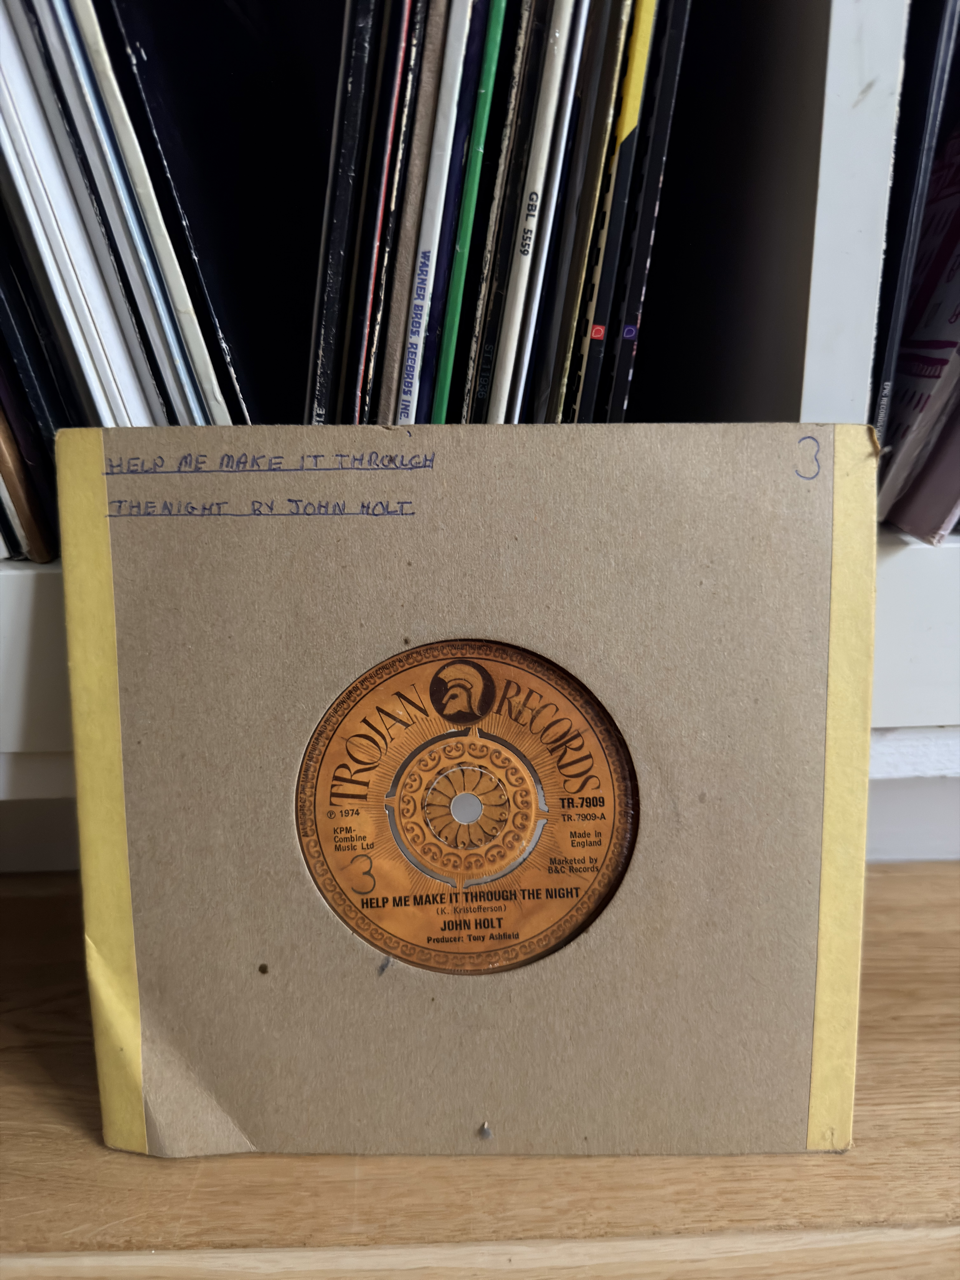 GBL 5559
WARNER BROS. RECORDS INC.
HELP ME MAKE IT THROUGH
THE NIGHT BY JOHN HOLT
3
TROJAN RECORDS
TR.7909
TR.7909-A
℗ 1974
KPM-
Combine
Music Ltd
Made in
England
Marketed by
B&C Records
3
HELP ME MAKE IT THROUGH THE NIGHT
(K. Kristofferson)
JOHN HOLT
Producer: Tony Ashfield